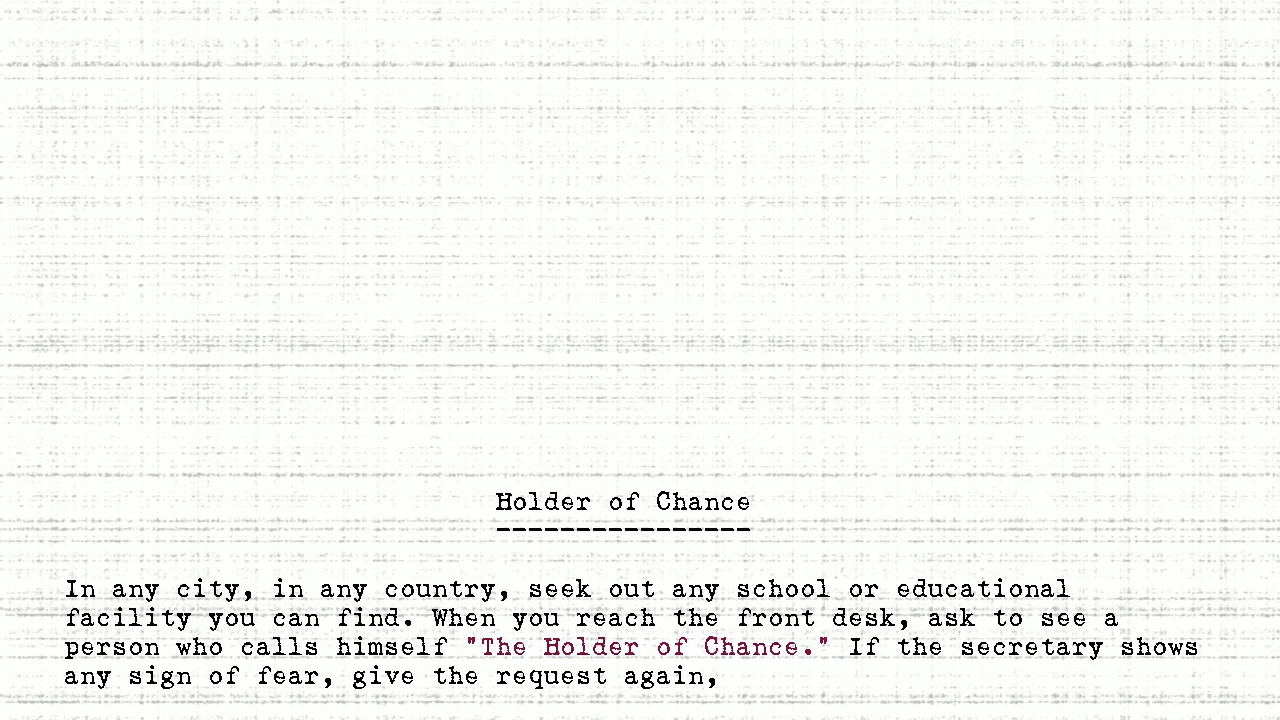 Holder of Chance
----------------
In any city, in any country, seek out any school or educational
facility you can find. When you reach the front desk, ask to see a
person who calls himself "The Holder of Chance." If the secretary shows
any sign of fear, give the request again,